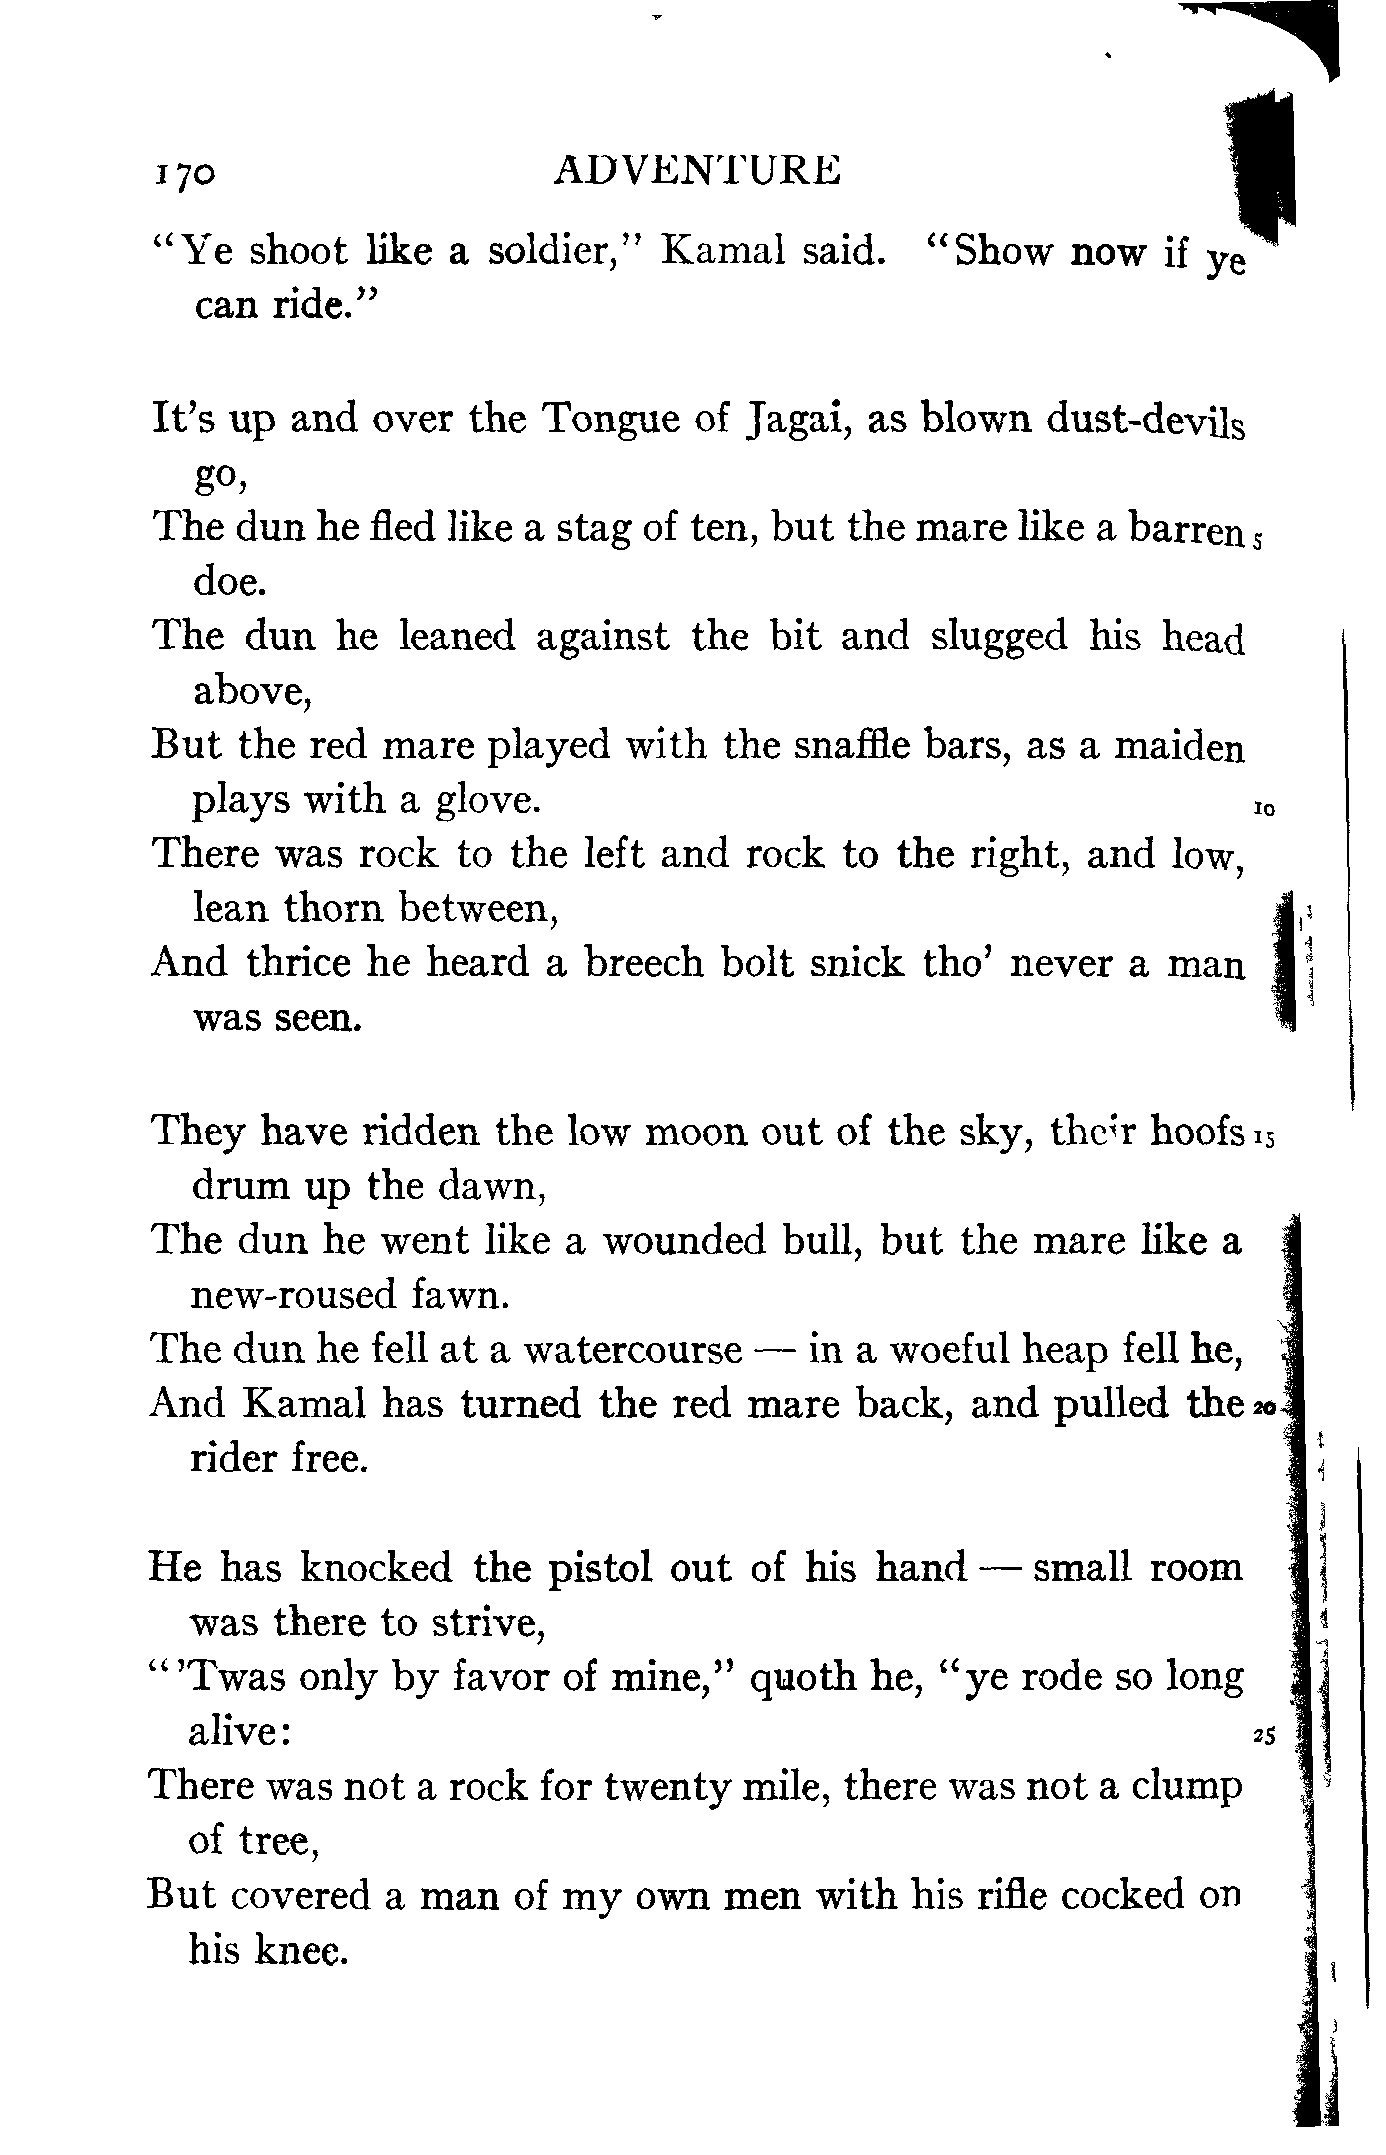 170 ADVENTURE
"Ye shoot like a soldier," Kamal said. "Show now if ye
can ride."
It's up and over the Tongue of Jagai, as blown dust-devils
go,
The dun he fled like a stag of ten, but the mare like a barren 5
doe.
The dun he leaned against the bit and slugged his head
above,
But the red mare played with the snaffle bars, as a maiden
plays with a glove. 10
There was rock to the left and rock to the right, and low,
lean thorn between,
And thrice he heard a breech bolt snick tho' never a man
was seen.
They have ridden the low moon out of the sky, their hoofs 15
drum up the dawn,
The dun he went like a wounded bull, but the mare like a
new-roused fawn.
The dun he fell at a watercourse — in a woeful heap fell he,
And Kamal has turned the red mare back, and pulled the 20
rider free.
He has knocked the pistol out of his hand — small room
was there to strive,
"'Twas only by favor of mine," quoth he, "ye rode so long
alive: 25
There was not a rock for twenty mile, there was not a clump
of tree,
But covered a man of my own men with his rifle cocked on
his knee.